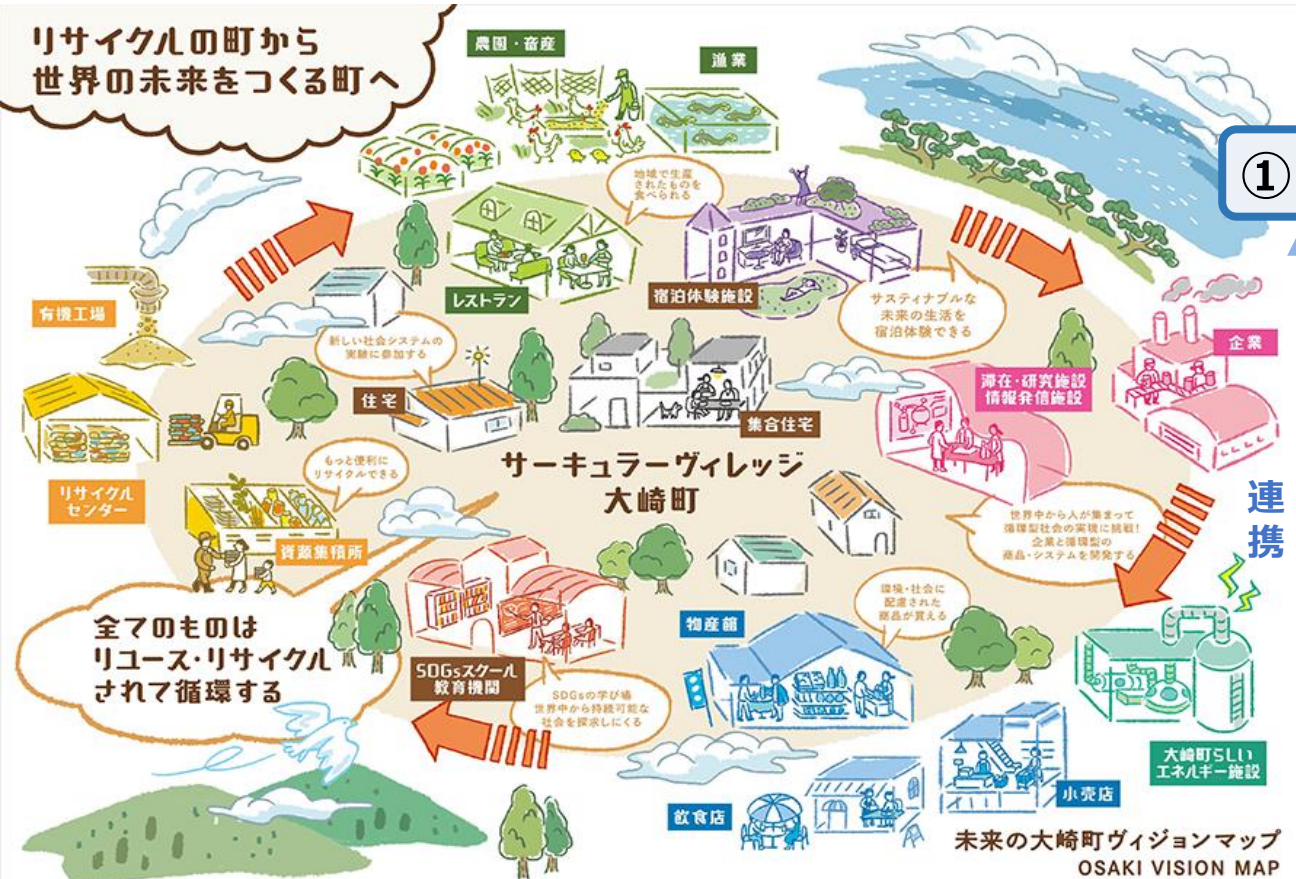 リサイクルの町から
世界の未来をつくる町へ
農園・畜産
漁業
①
地域で生産
されたものを
食べられる
レストラン
宿泊体験施設
サスティナブルな
未来の生活を
宿泊体験できる
有機工場
新しい社会システムの
実験に参加する
住宅
集合住宅
滞在・研究施設
情報発信施設
企業
サーキュラーヴィレッジ
大崎町
もっと便利に
リサイクルできる
リサイクル
センター
資源集積所
世界中から人が集まって
循環型社会の実現に挑戦!
企業と循環型の
商品・システムを開発する
連
携
全てのものは
リユース・リサイクル
されて循環する
SDGsスクール
教育機関
SDGsの学び場
世界中から持続可能な
社会を探求しにくる
物産館
環境・社会に
配慮された
商品が買える
大崎町らしい
エネルギー施設
小売店
飲食店
未来の大崎町ヴィジョンマップ
OSAKI VISION MAP